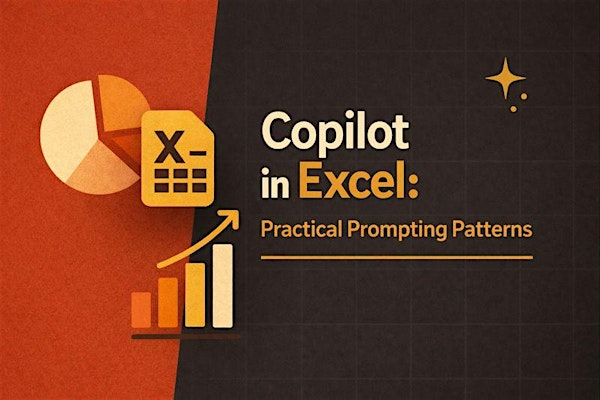 X–
Copilot
in Excel:
Practical Prompting Patterns